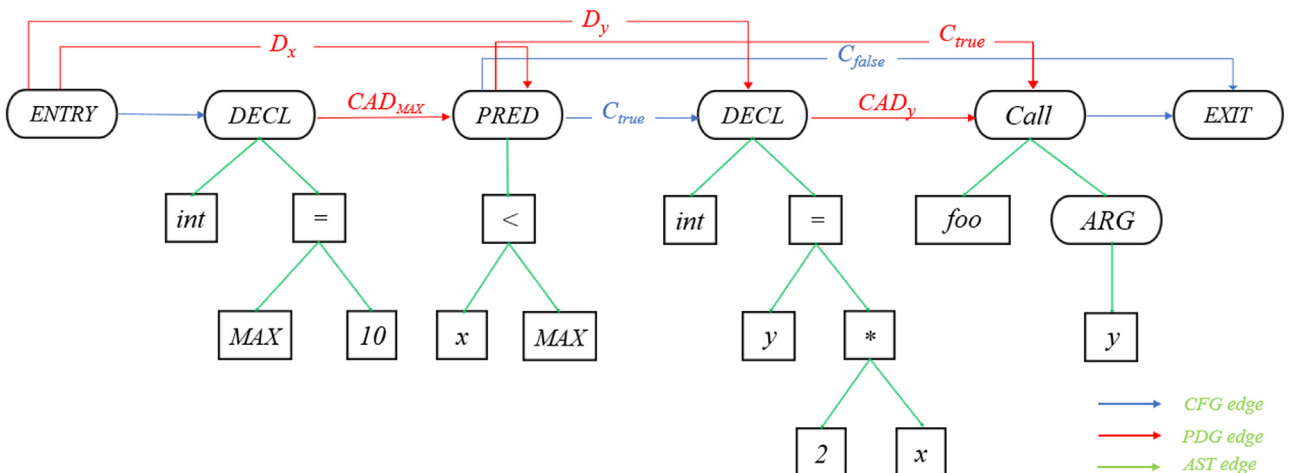 D_y
D_x
C_true
C_false
ENTRY
DECL
CAD_MAX
PRED
C_true
DECL
CAD_y
Call
EXIT
int
=
<
int
=
foo
ARG
MAX
10
x
MAX
y
*
y
2
x
CFG edge
PDG edge
AST edge